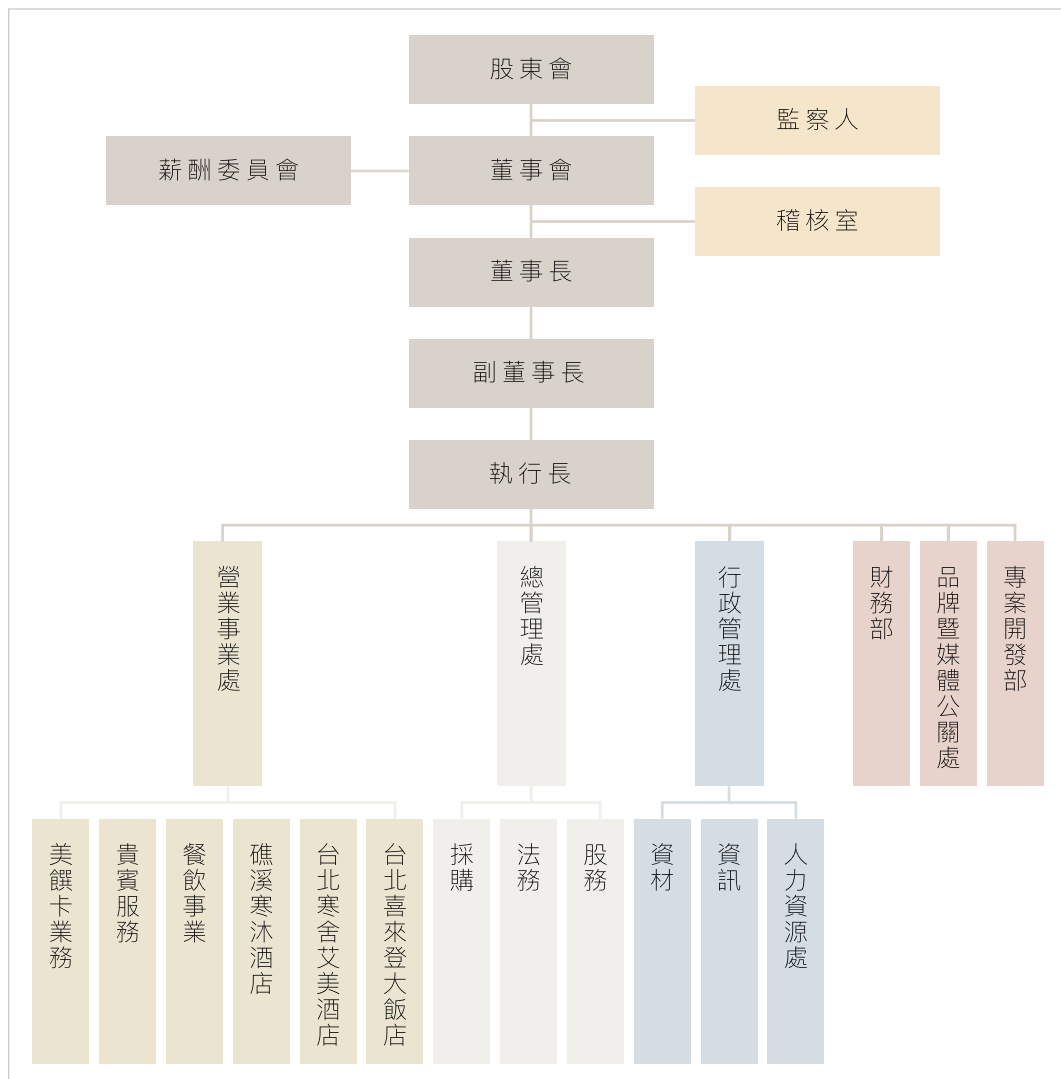 股東會
監察人
薪酬委員會
董事會
稽核室
董事長
副董事長
執行長
營業事業處
總管理處
行政管理處
財務部
品牌暨媒體公關處
專案開發部
美饌卡業務
貴賓服務
餐飲事業
礁溪寒沐酒店
台北寒舍艾美酒店
台北喜來登大飯店
採購
法務
股務
資材
資訊
人力資源處